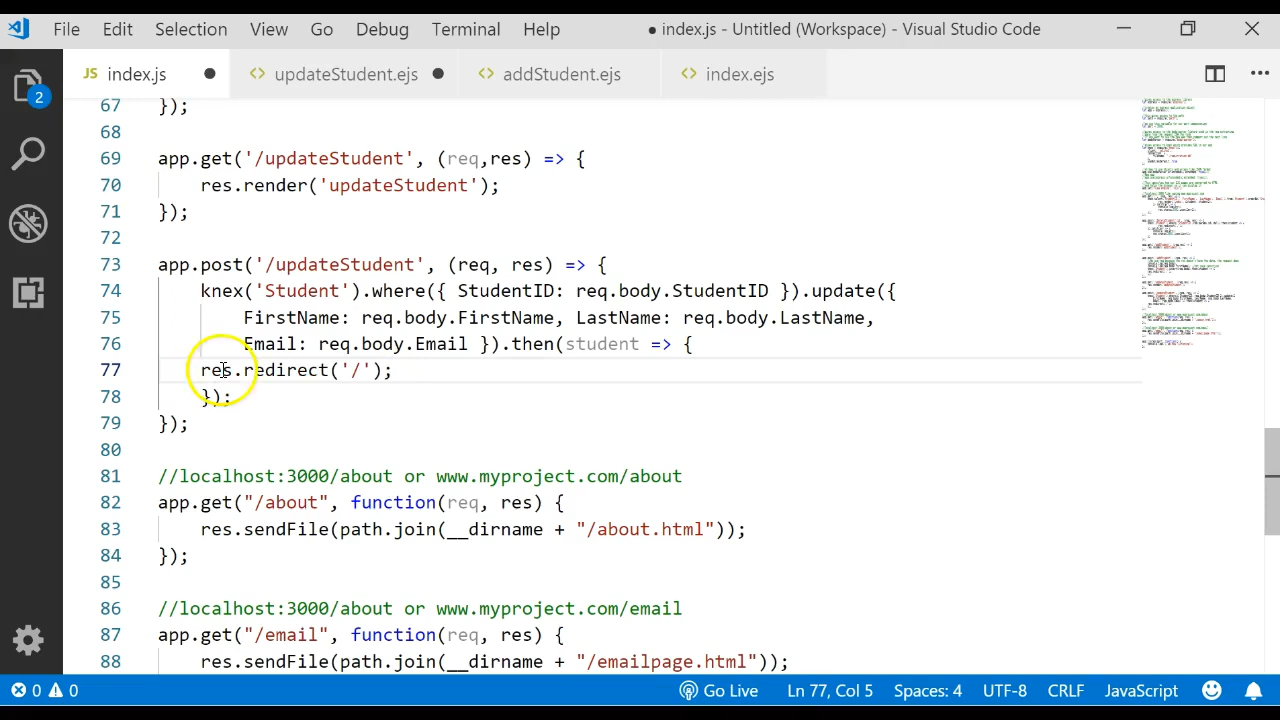 File Edit Selection View Go Debug Terminal Help ● index.js - Untitled (Workspace) - Visual Studio Code
JS index.js ● <> updateStudent.ejs ● <> addStudent.ejs <> index.ejs
2
67 });
68
69 app.get('/updateStudent', (req,res) => {
70 res.render('updateStudent');
71 });
72
73 app.post('/updateStudent', (req, res) => {
74 knex('Student').where({ StudentID: req.body.StudentID }).update({
75 FirstName: req.body.FirstName, LastName: req.body.LastName,
76 Email: req.body.Email }).then(student => {
77 res.redirect('/');
78 });
79 });
80
81 //localhost:3000/about or www.myproject.com/about
82 app.get("/about", function(req, res) {
83 res.sendFile(path.join(__dirname + "/about.html"));
84 });
85
86 //localhost:3000/about or www.myproject.com/email
87 app.get("/email", function(req, res) {
88 res.sendFile(path.join(__dirname + "/emailpage.html"));
0 0 Go Live Ln 77, Col 5 Spaces: 4 UTF-8 CRLF JavaScript